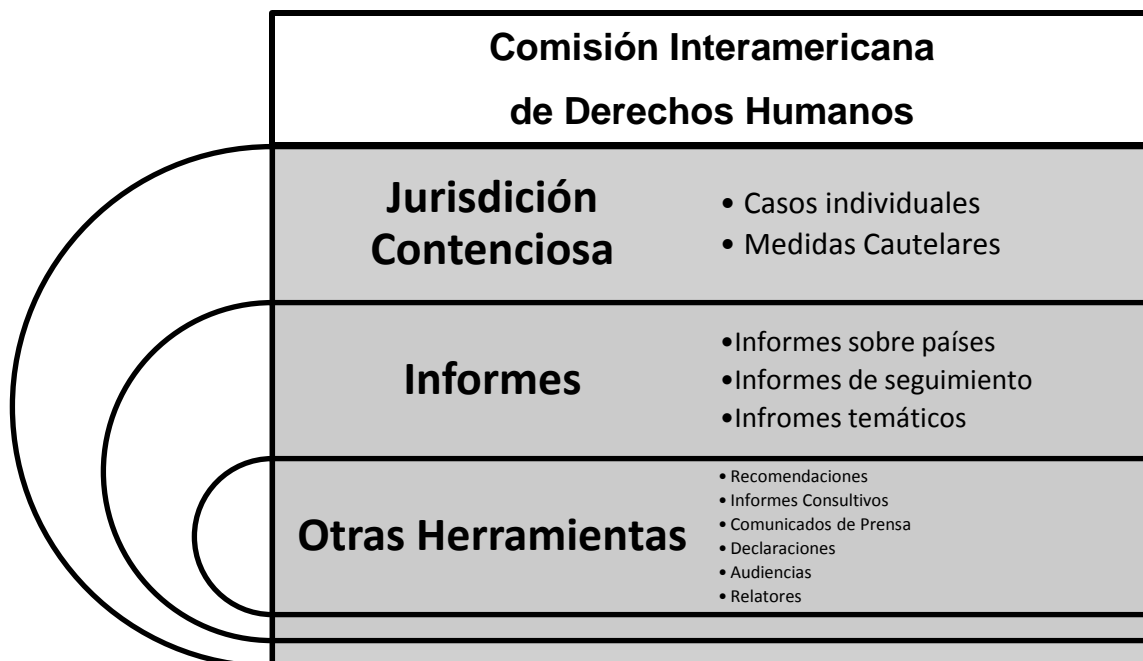 Comisión Interamericana
de Derechos Humanos
Jurisdición
Contenciosa
• Casos individuales
• Medidas Cautelares
Informes
•Informes sobre países
•Informes de seguimiento
•Infromes temáticos
Otras Herramientas
• Recomendaciones
• Informes Consultivos
• Comunicados de Prensa
• Declaraciones
• Audiencias
• Relatores